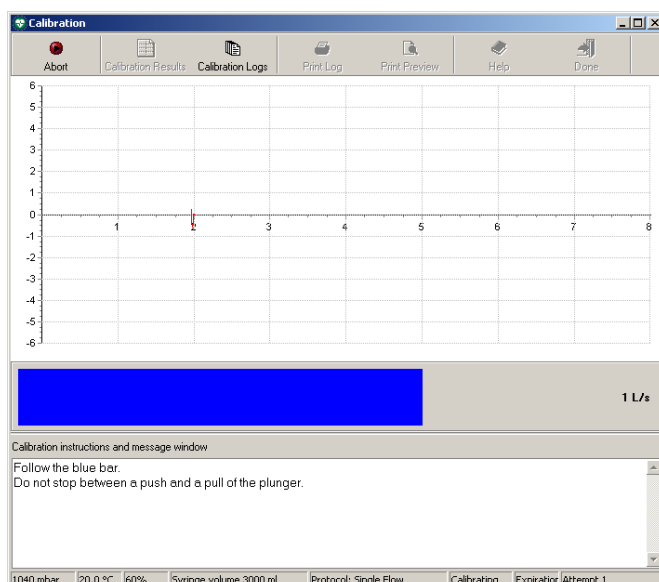 Calibration
Abort Calibration Results Calibration Logs Print Log Print Preview Help Done
6
5
4
3
2
1
0
1 2 3 4 5 6 7 8
-1
-2
-3
-4
-5
-6
1 L/s
Calibration instructions and message window
Follow the blue bar.
Do not stop between a push and a pull of the plunger.
1040 mbar 20.0 °C 60% Syringe volume 3000 ml Protocol: Single Flow Calibrating Expiration Attempt 1